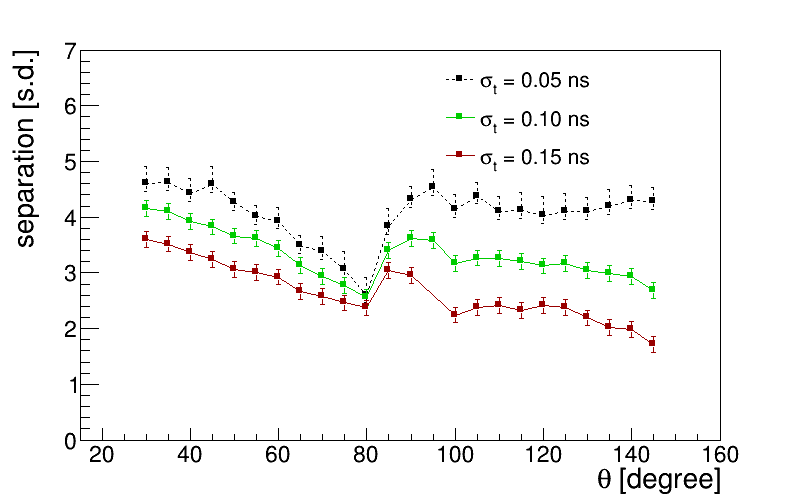 separation [s.d.]
7
6
5
4
3
2
1
0
σt = 0.05 ns
σt = 0.10 ns
σt = 0.15 ns
20 40 60 80 100 120 140 160
θ [degree]